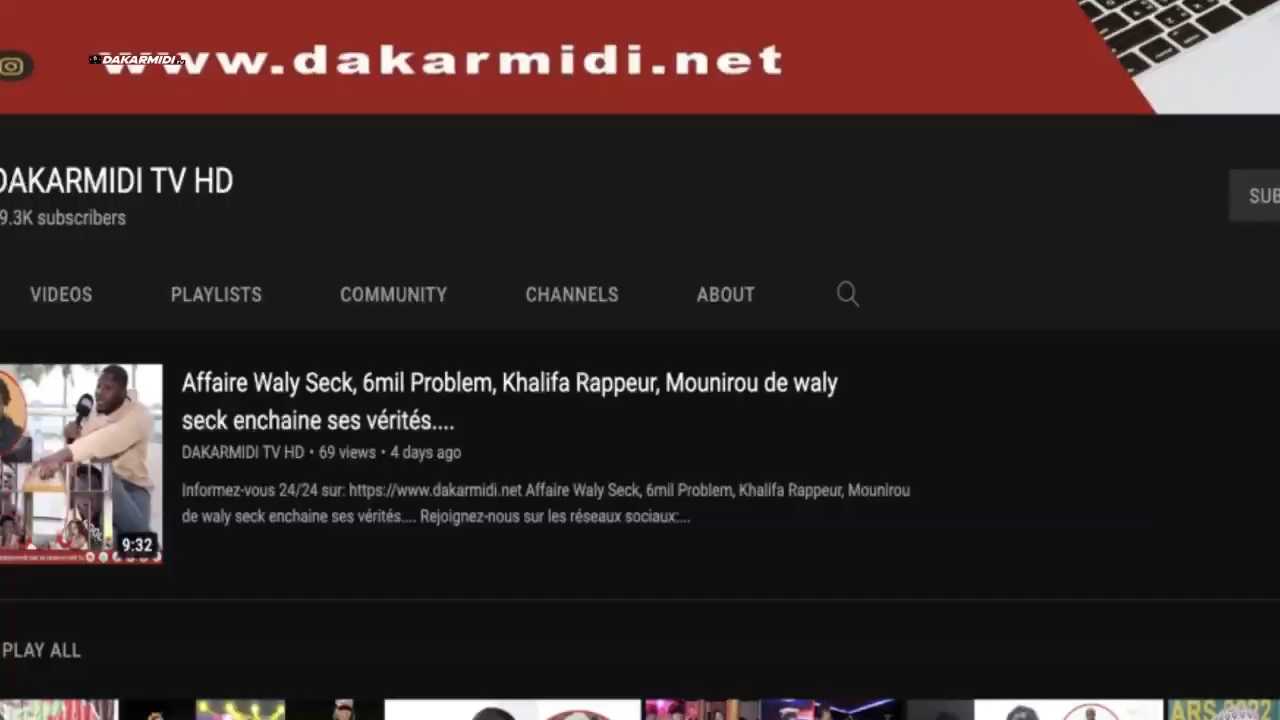 www.dakarmidi.net
DAKARMIDI
DAKARMIDI TV HD
9.3K subscribers
SUB
VIDEOS
PLAYLISTS
COMMUNITY
CHANNELS
ABOUT
Affaire Waly Seck, 6mil Problem, Khalifa Rappeur, Mounirou de waly
seck enchaine ses vérités....
DAKARMIDI TV HD • 69 views • 4 days ago
Informez-vous 24/24 sur: https://www.dakarmidi.net Affaire Waly Seck, 6mil Problem, Khalifa Rappeur, Mounirou
de waly seck enchaine ses vérités.... Rejoignez-nous sur les réseaux sociaux:...
9:32
PLAY ALL